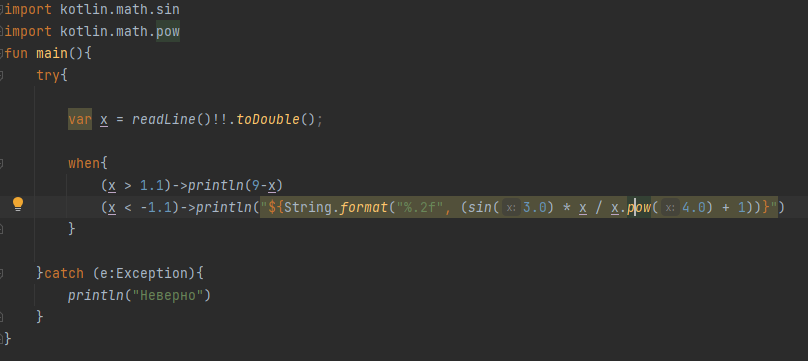 import kotlin.math.sin
import kotlin.math.pow
fun main(){
    try{
        var x = readLine()!!.toDouble();
        when{
            (x > 1.1)->println(9-x)
            (x < -1.1)->println("${String.format("%.2f", (sin( x: 3.0) * x / x.pow( x: 4.0) + 1))}")
        }
    }catch (e:Exception){
        println("Неверно")
    }
}